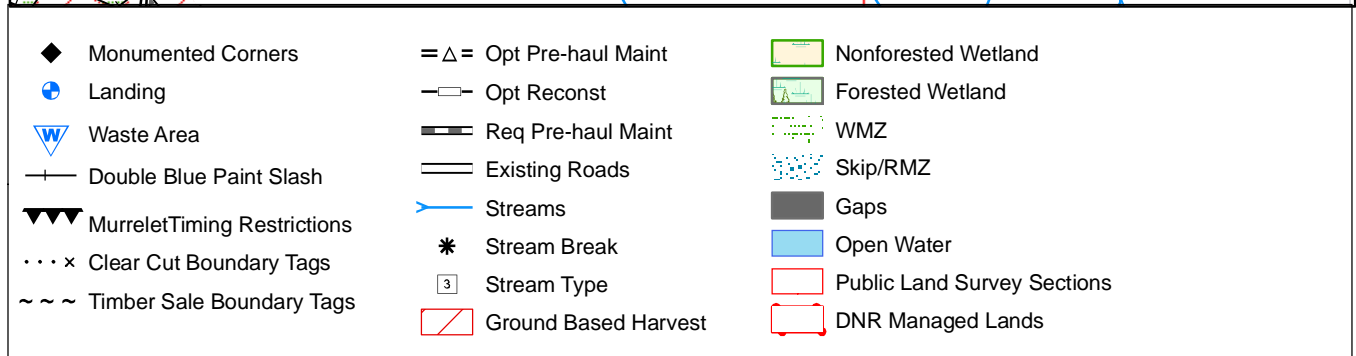 Monumented Corners
Landing
W
Waste Area
Double Blue Paint Slash
MurreletTiming Restrictions
Clear Cut Boundary Tags
Timber Sale Boundary Tags
Opt Pre-haul Maint
Opt Reconst
Req Pre-haul Maint
Existing Roads
Streams
Stream Break
3
Stream Type
Ground Based Harvest
Nonforested Wetland
Forested Wetland
WMZ
Skip/RMZ
Gaps
Open Water
Public Land Survey Sections
DNR Managed Lands